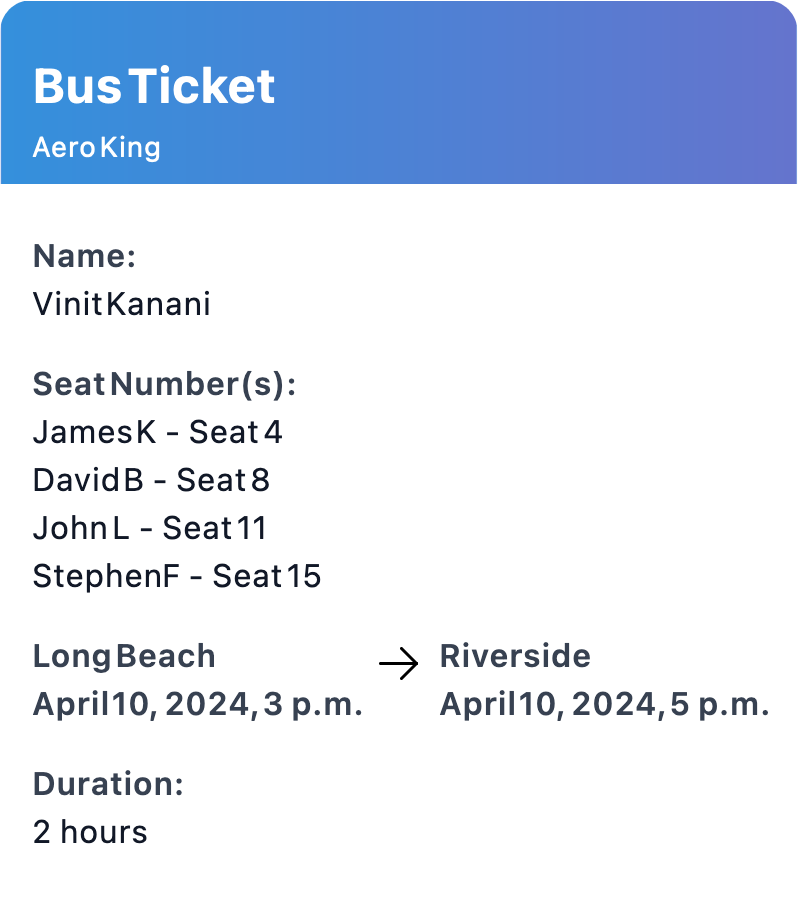 Bus Ticket
Aero King
Name:
Vinit Kanani
Seat Number(s):
James K - Seat 4
David B - Seat 8
John L - Seat 11
Stephen F - Seat 15
Long Beach → Riverside
April 10, 2024, 3 p.m. April 10, 2024, 5 p.m.
Duration:
2 hours